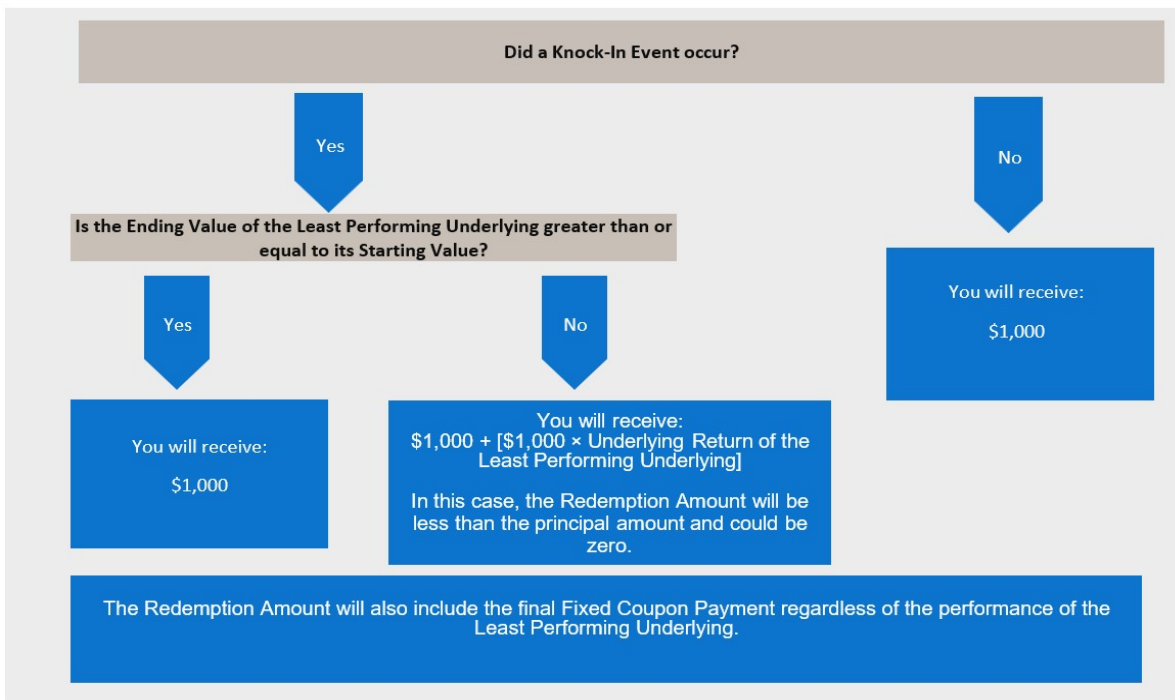 Did a Knock-In Event occur?
Yes
No
Is the Ending Value of the Least Performing Underlying greater than or
equal to its Starting Value?
Yes
No
You will receive:
$1,000
You will receive:
$1,000
You will receive:
$1,000 + [$1,000 × Underlying Return of the
Least Performing Underlying]
In this case, the Redemption Amount will be
less than the principal amount and could be
zero.
The Redemption Amount will also include the final Fixed Coupon Payment regardless of the performance of the
Least Performing Underlying.